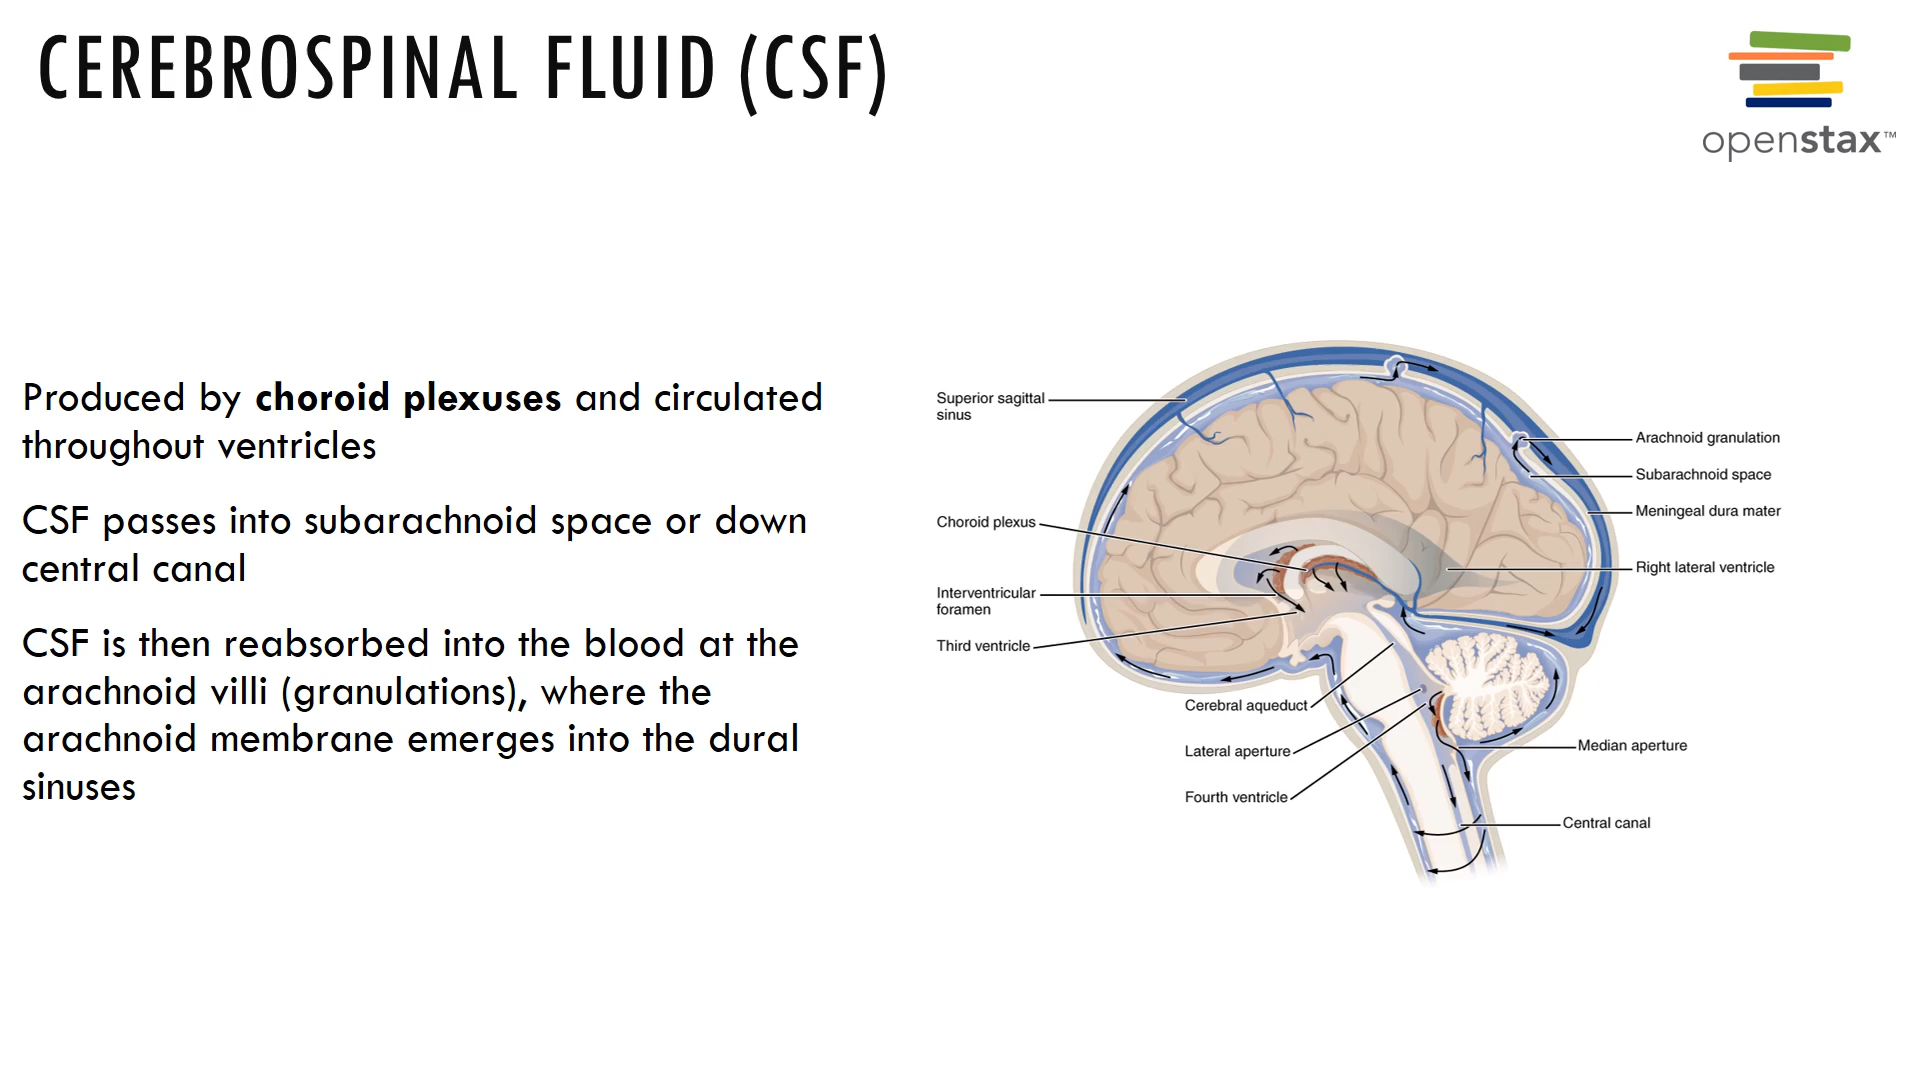 CEREBROSPINAL FLUID (CSF)
openstax™
Produced by choroid plexuses and circulated
throughout ventricles
CSF passes into subarachnoid space or down
central canal
CSF is then reabsorbed into the blood at the
arachnoid villi (granulations), where the
arachnoid membrane emerges into the dural
sinuses
Superior sagittal
sinus
Choroid plexus
Interventricular
foramen
Third ventricle
Cerebral aqueduct
Lateral aperture
Fourth ventricle
Arachnoid granulation
Subarachnoid space
Meningeal dura mater
Right lateral ventricle
Median aperture
Central canal